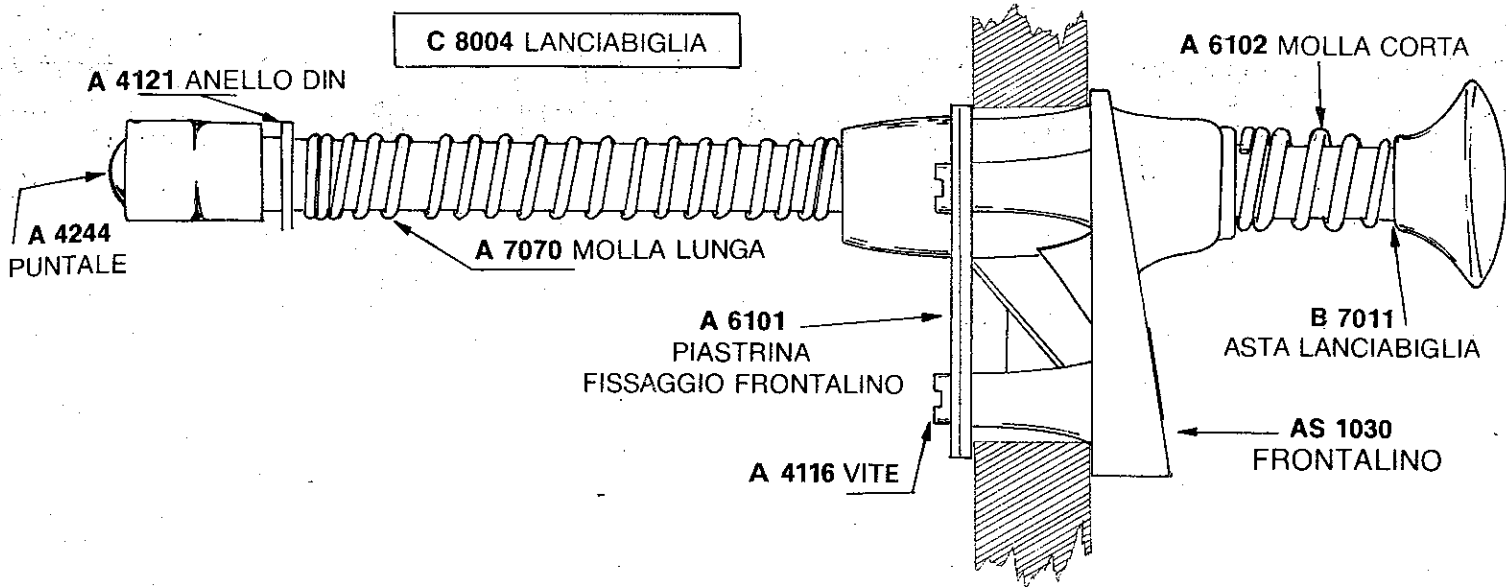 C 8004 LANCIABIGLIA
A 6102 MOLLA CORTA
A 4121 ANELLO DIN
A 4244
PUNTALE
A 7070 MOLLA LUNGA
A 6101
PIASTRINA
FISSAGGIO FRONTALINO
B 7011
ASTA LANCIABIGLIA
A 4116 VITE
AS 1030
FRONTALINO